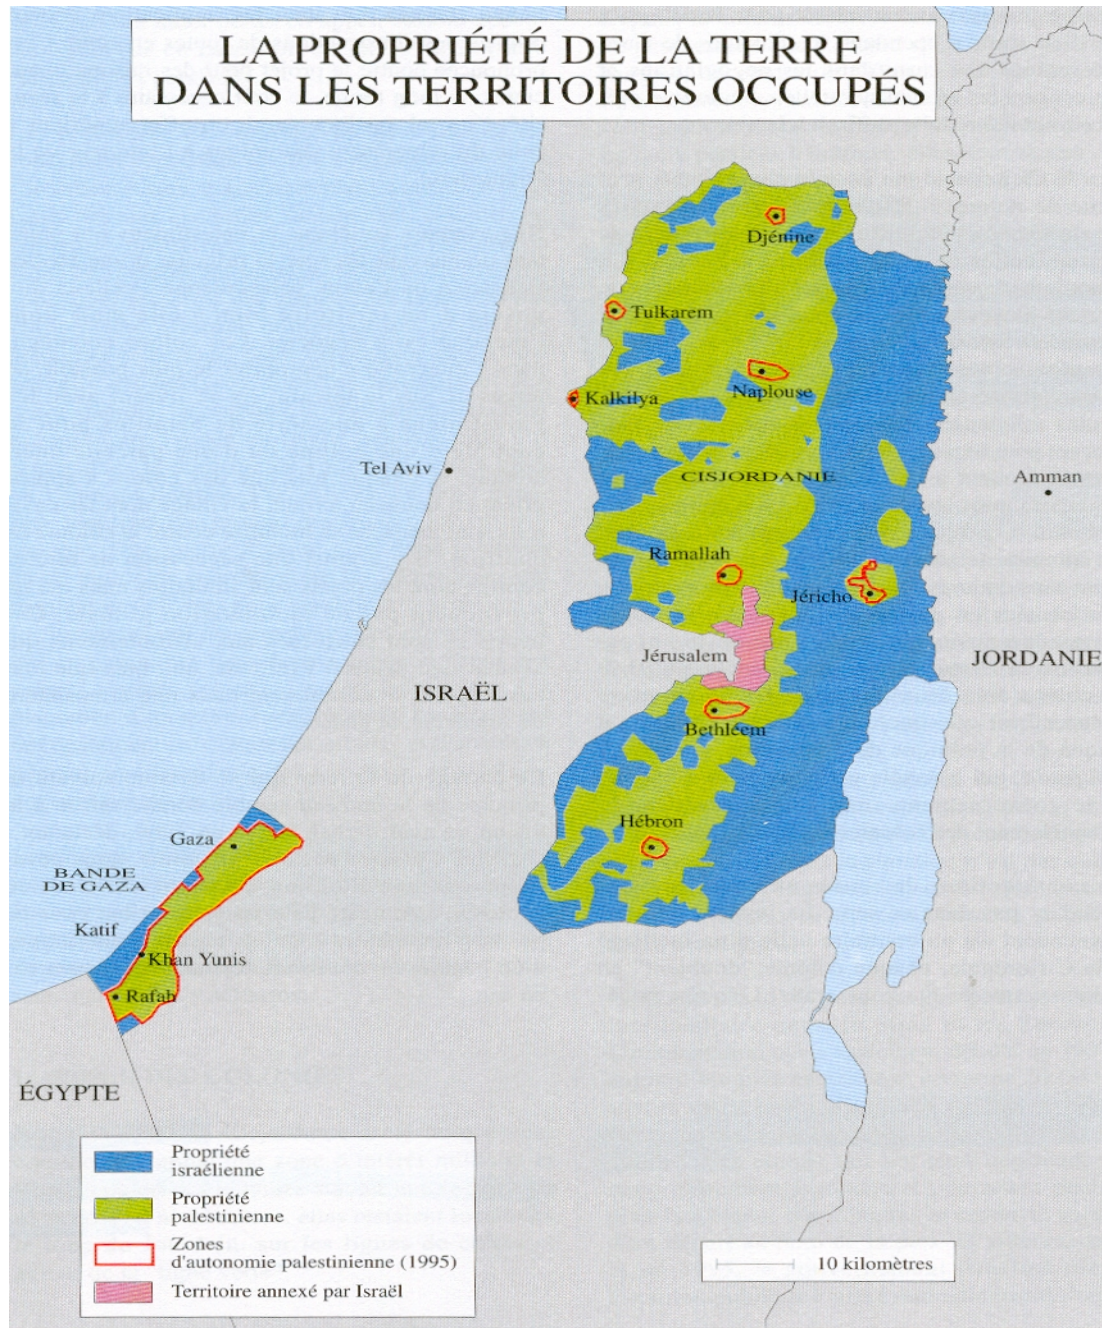 LA PROPRIÉTÉ DE LA TERRE
DANS LES TERRITOIRES OCCUPÉS
Djénine
Tulkarem
Naplouse
Kalkilya
Tel Aviv
CISJORDANIE
Amman
Ramallah
Jéricho
Jérusalem
JORDANIE
ISRAËL
Bethléem
Hébron
Gaza
BANDE
DE GAZA
Katif
Khan Yunis
Rafah
ÉGYPTE
Propriété
israélienne
Propriété
palestinienne
Zones
d'autonomie palestinienne (1995)
Territoire annexé par Israël
10 kilomètres